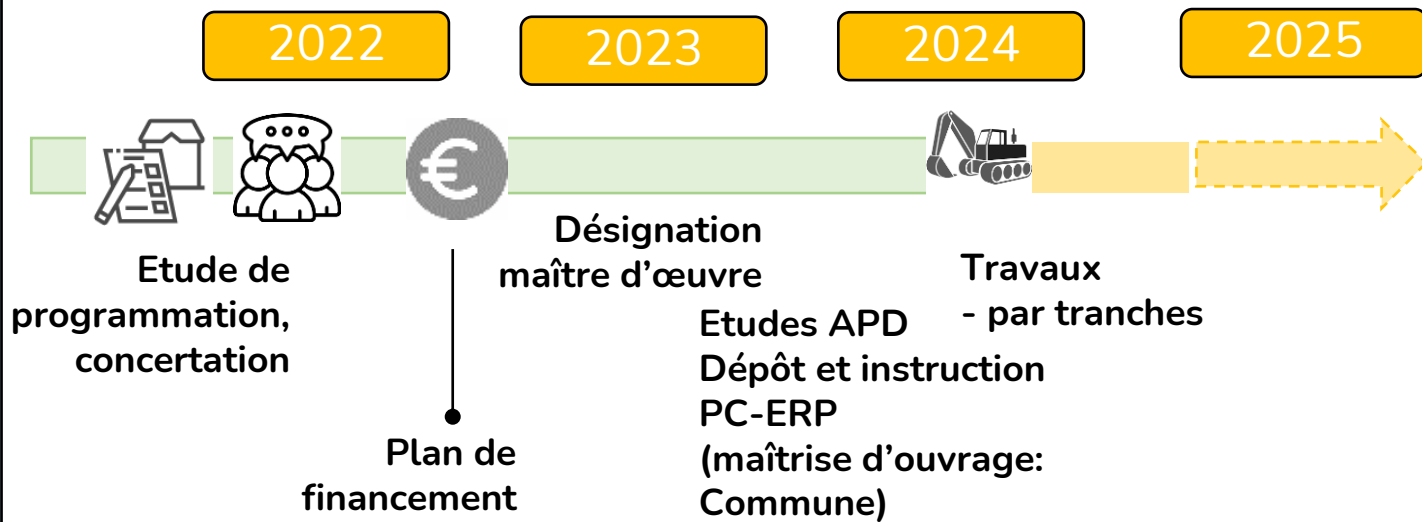 2022
2023
2024
2025
Etude de
programmation,
concertation
Plan de
financement
Désignation
maître d’œuvre
Etudes APD
Dépôt et instruction
PC-ERP
(maîtrise d’ouvrage:
Commune)
Travaux
- par tranches